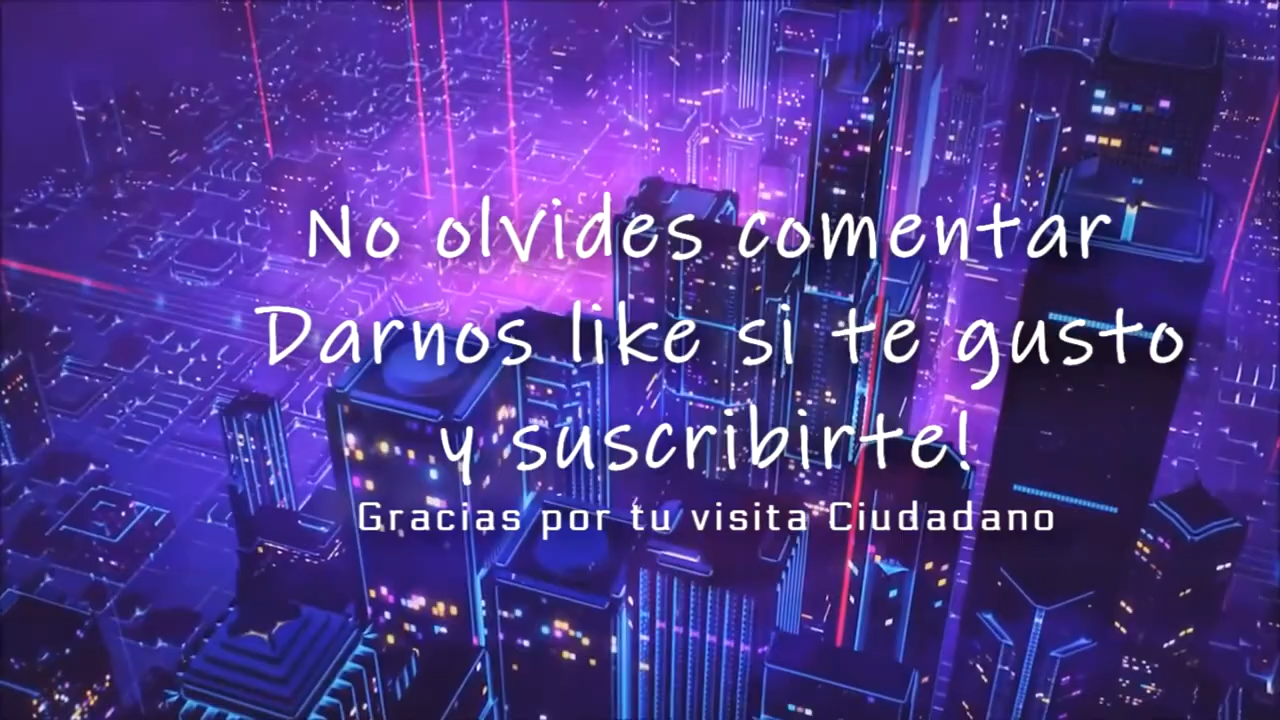 No olvides comentar
Darnos like si te gusto
y suscribirte!
Gracias por tu visita Ciudadano